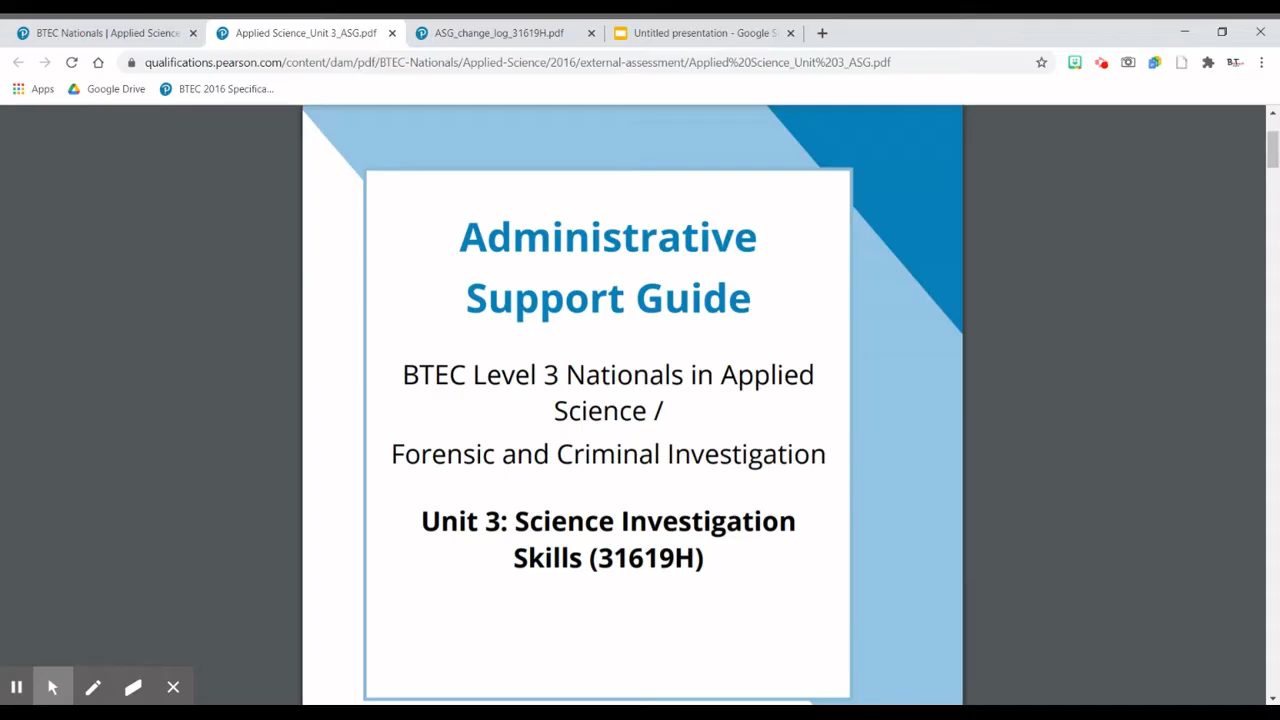 BTEC Nationals | Applied Science
Applied Science_Unit 3_ASG.pdf
ASG_change_log_31619H.pdf
Untitled presentation - Google S
qualifications.pearson.com/content/dam/pdf/BTEC-Nationals/Applied-Science/2016/external-assessment/Applied%20Science_Unit%203_ASG.pdf
Apps
Google Drive
BTEC 2016 Specifica...
Administrative
Support Guide
BTEC Level 3 Nationals in Applied
Science /
Forensic and Criminal Investigation
Unit 3: Science Investigation
Skills (31619H)